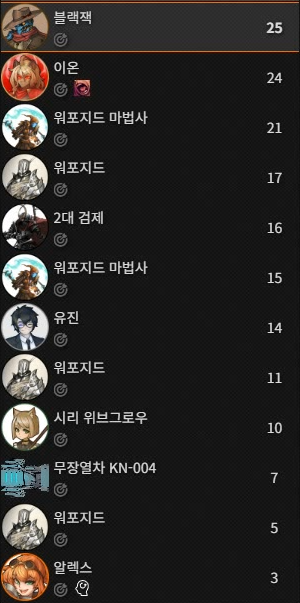 블랙잭
25
이온
24
워포지드 마법사
21
워포지드
17
2대 검제
16
워포지드 마법사
15
유진
14
워포지드
11
시리 위브그로우
10
무장열차 KN-004
7
워포지드
5
알렉스
3